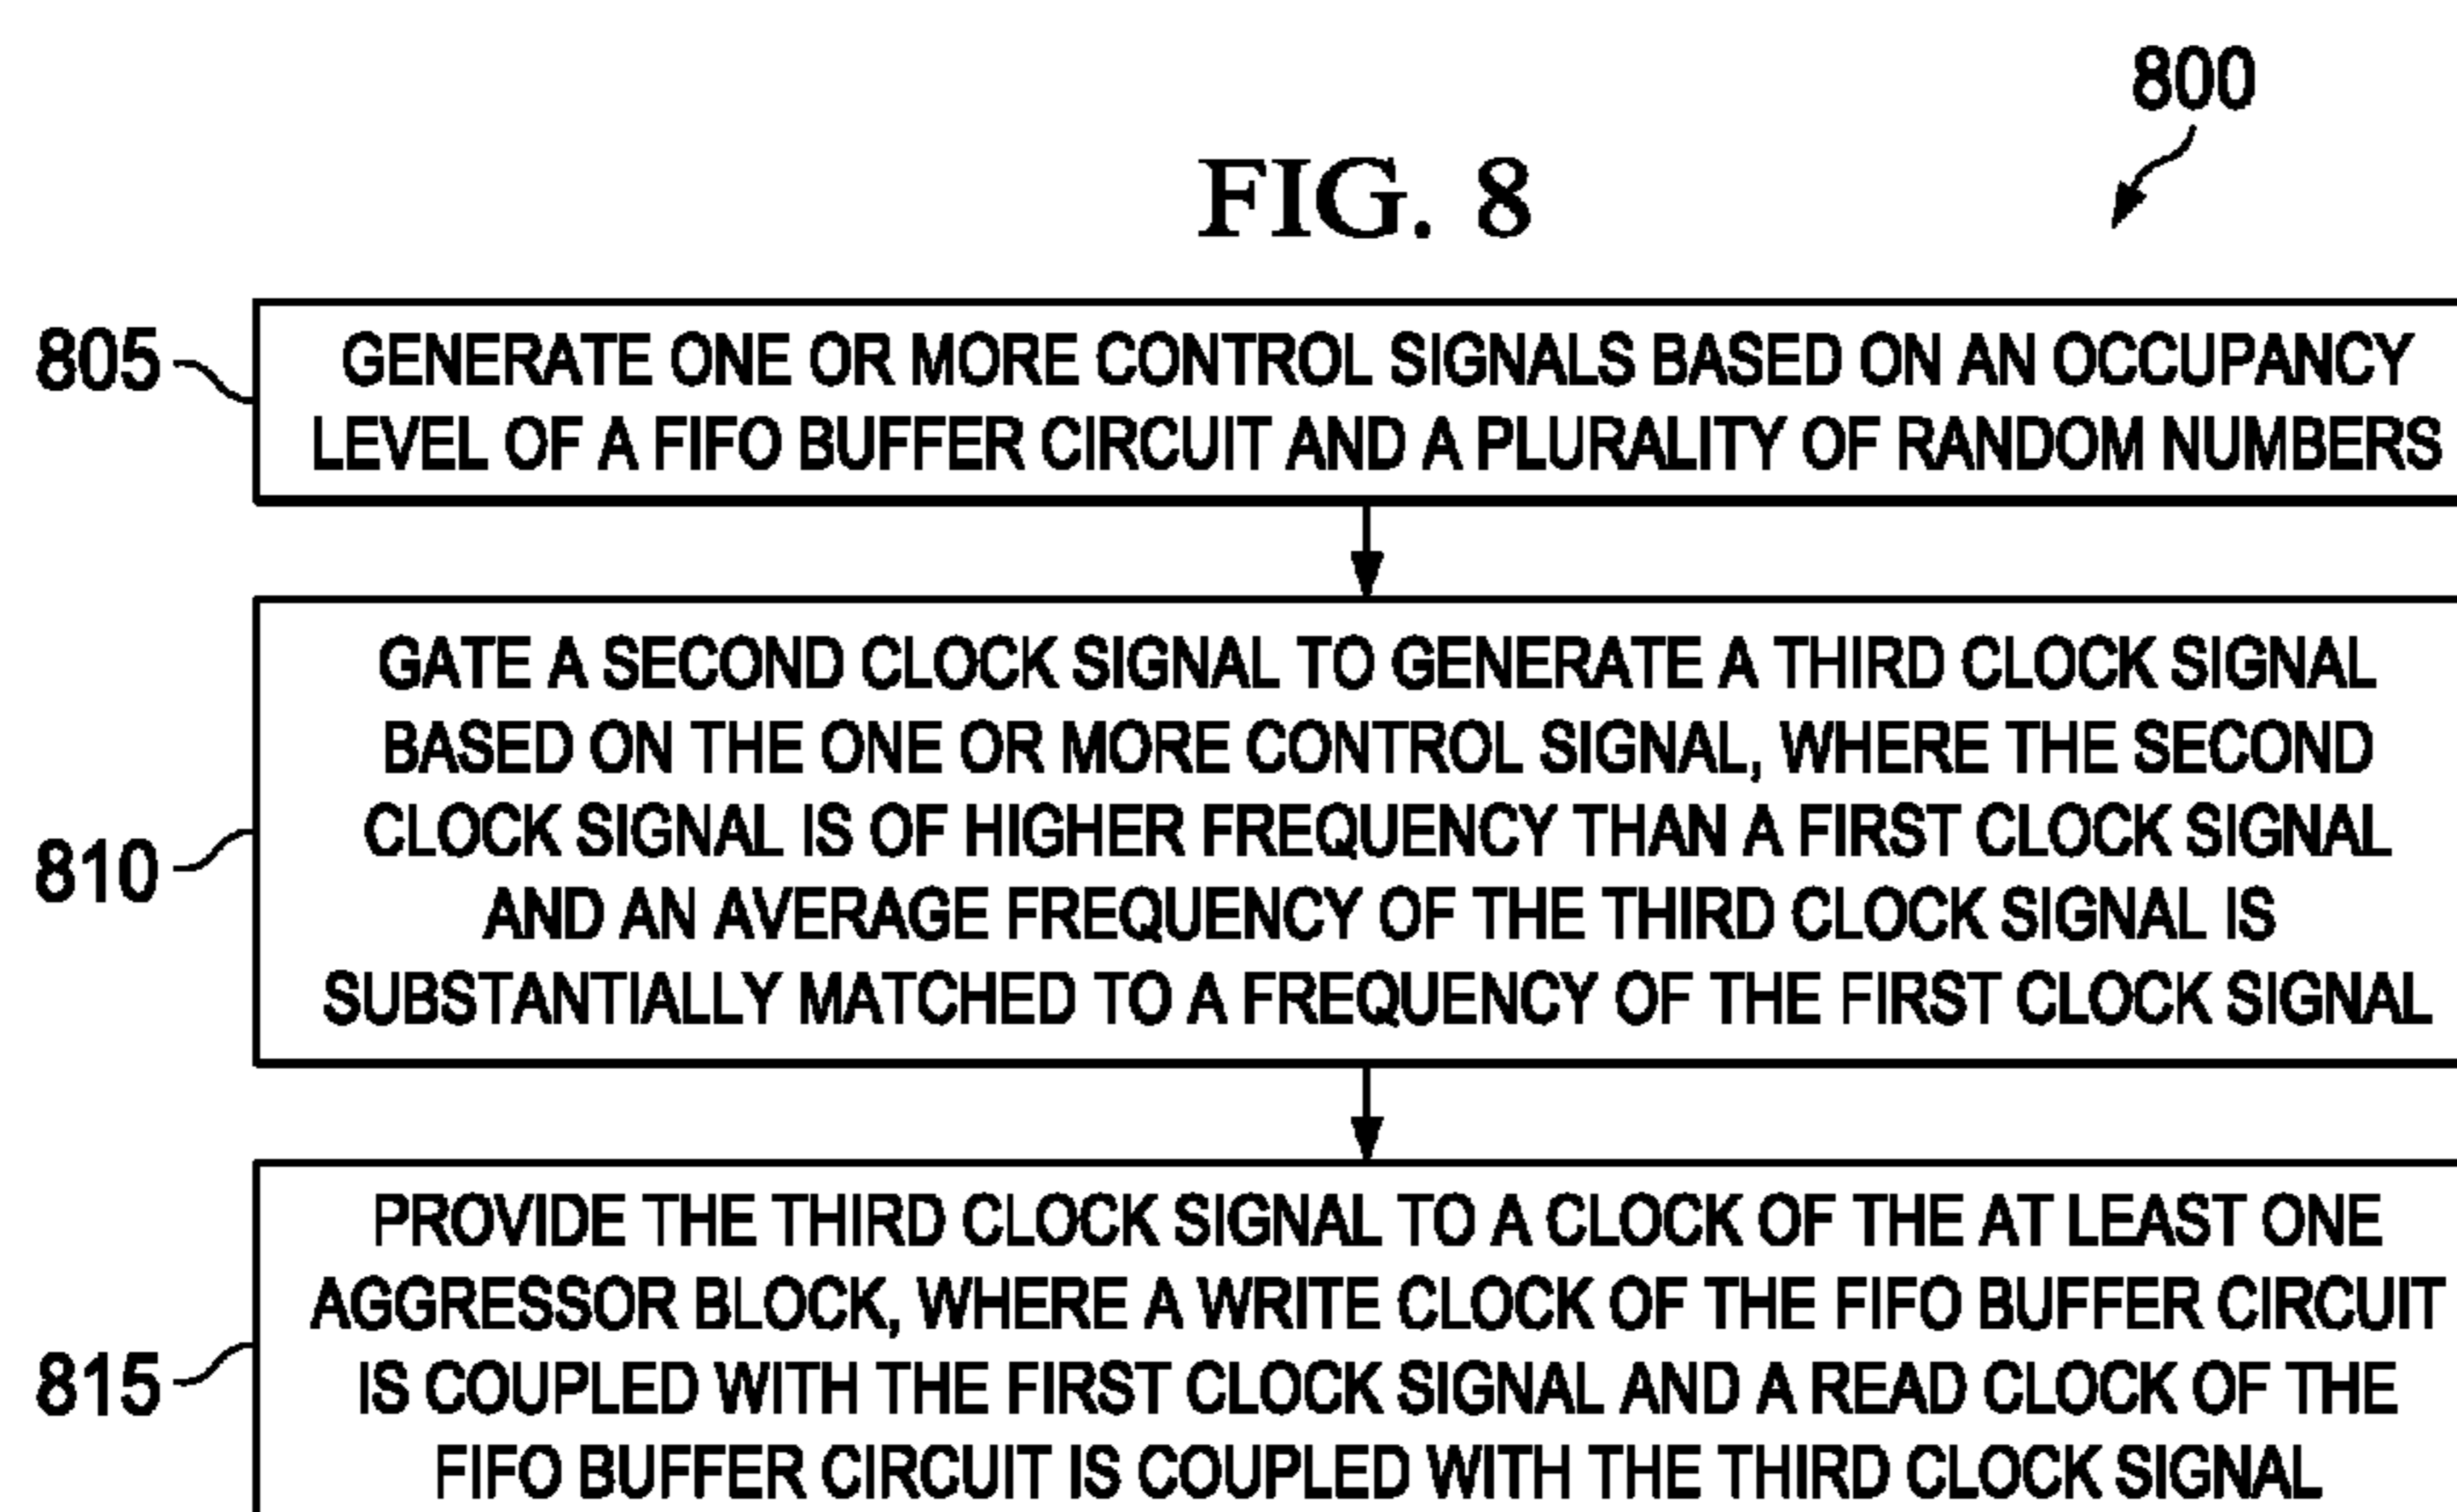 800
FIG. 8
805
GENERATE ONE OR MORE CONTROL SIGNALS BASED ON AN OCCUPANCY
LEVEL OF A FIFO BUFFER CIRCUIT AND A PLURALITY OF RANDOM NUMBERS
810
GATE A SECOND CLOCK SIGNAL TO GENERATE A THIRD CLOCK SIGNAL
BASED ON THE ONE OR MORE CONTROL SIGNAL, WHERE THE SECOND
CLOCK SIGNAL IS OF HIGHER FREQUENCY THAN A FIRST CLOCK SIGNAL
AND AN AVERAGE FREQUENCY OF THE THIRD CLOCK SIGNAL IS
SUBSTANTIALLY MATCHED TO A FREQUENCY OF THE FIRST CLOCK SIGNAL
815
PROVIDE THE THIRD CLOCK SIGNAL TO A CLOCK OF THE AT LEAST ONE
AGGRESSOR BLOCK, WHERE A WRITE CLOCK OF THE FIFO BUFFER CIRCUIT
IS COUPLED WITH THE FIRST CLOCK SIGNAL AND A READ CLOCK OF THE
FIFO BUFFER CIRCUIT IS COUPLED WITH THE THIRD CLOCK SIGNAL